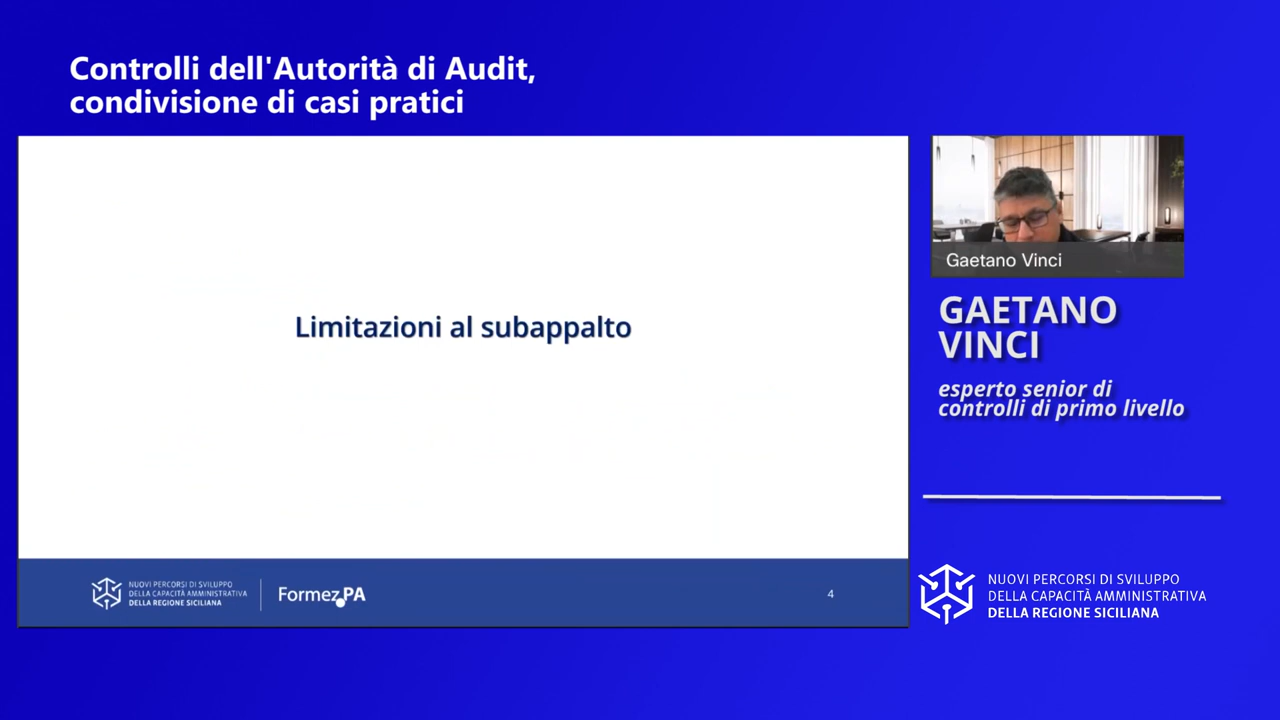 Controlli dell'Autorità di Audit,
condivisione di casi pratici
Limitazioni al subappalto
NUOVI PERCORSI DI SVILUPPO
DELLA CAPACITÀ AMMINISTRATIVA
DELLA REGIONE SICILIANA
FormezPA
4
Gaetano Vinci
GAETANO
VINCI
esperto senior di
controlli di primo livello
NUOVI PERCORSI DI SVILUPPO
DELLA CAPACITÀ AMMINISTRATIVA
DELLA REGIONE SICILIANA